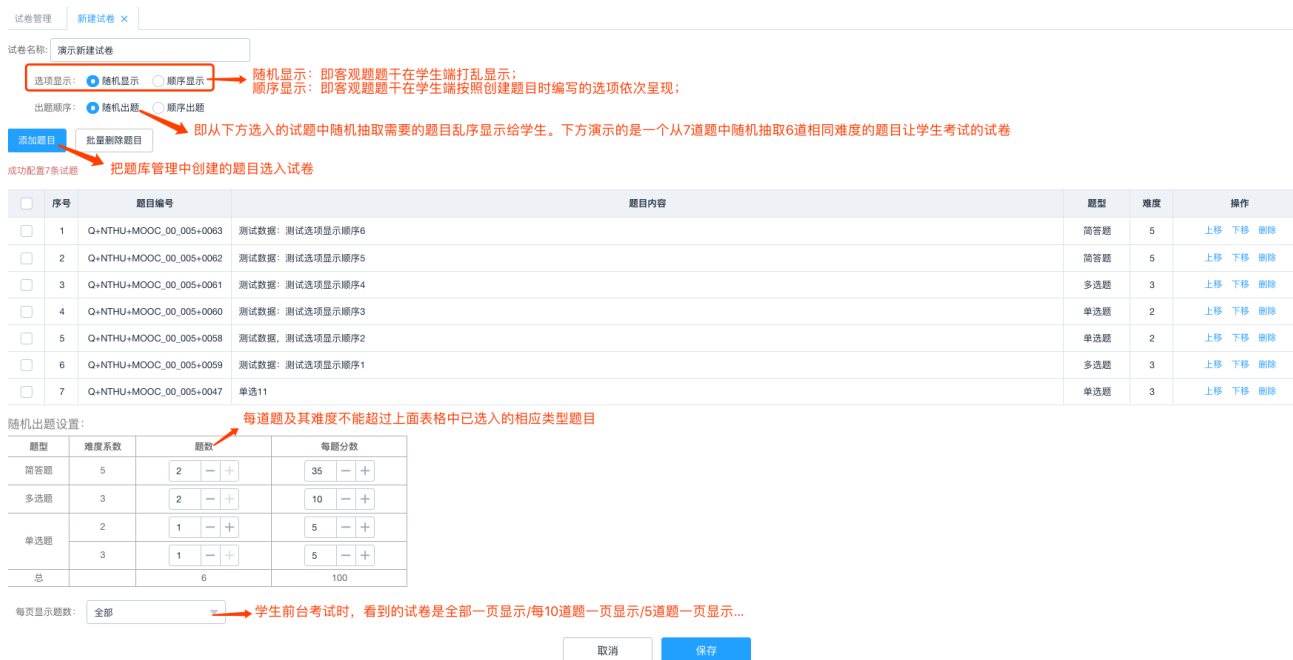 试卷管理 新建试卷 ×
试卷名称: 演示新建试卷
选项显示: 随机显示 顺序显示
随机显示：即客观题题干在学生端打乱显示；
顺序显示：即客观题题干在学生端按照创建题目时编写的选项依次呈现；
出题顺序: 随机出题 顺序出题
即从下方选入的试题中随机抽取需要的题目乱序显示给学生。下方演示的是一个从7道题中随机抽取6道相同难度的题目让学生考试的试卷
添加题目 批量删除题目
把题库管理中创建的题目选入试卷
成功配置7条试题
序号 题目编号 题目内容 题型 难度 操作
1 Q+NTHU+MOOC_00_005+0063 测试数据：测试选项显示顺序6 简答题 5 上移 下移 删除
2 Q+NTHU+MOOC_00_005+0062 测试数据：测试选项显示顺序5 简答题 5 上移 下移 删除
3 Q+NTHU+MOOC_00_005+0061 测试数据：测试选项显示顺序4 多选题 3 上移 下移 删除
4 Q+NTHU+MOOC_00_005+0060 测试数据：测试选项显示顺序3 单选题 2 上移 下移 删除
5 Q+NTHU+MOOC_00_005+0058 测试数据，测试选项显示顺序2 单选题 2 上移 下移 删除
6 Q+NTHU+MOOC_00_005+0059 测试数据：测试选项显示顺序1 多选题 3 上移 下移 删除
7 Q+NTHU+MOOC_00_005+0047 单选11 单选题 3 上移 下移 删除
随机出题设置:
每道题及其难度不能超过上面表格中已选入的相应类型题目
题型 难度系数 题数 每题分数
简答题 5 2 − + 35 − +
多选题 3 2 − + 10 − +
单选题 2 1 − + 5 − +
3 1 − + 5 − +
总 6 100
每页显示题数: 全部
学生前台考试时，看到的试卷是全部一页显示/每10道题一页显示/5道题一页显示...
取消 保存